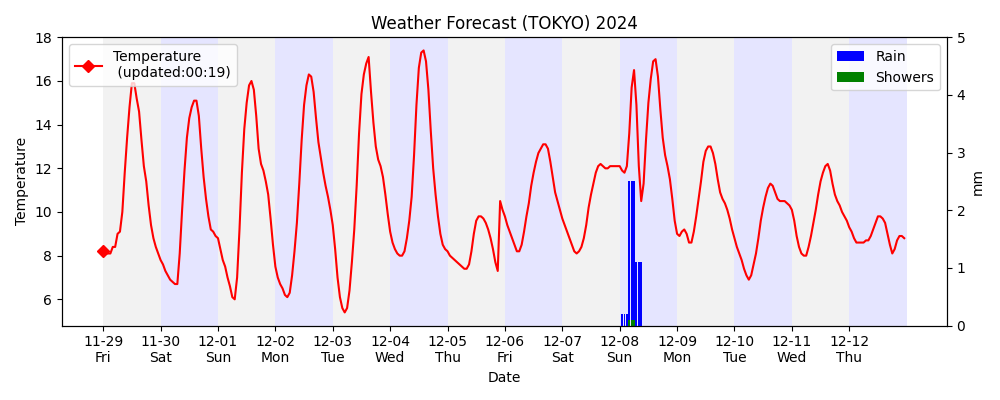 Weather Forecast (TOKYO) 2024
Temperature
(updated:00:19)
Rain
Showers
18
16
14
12
10
8
6
Temperature
5
4
3
2
1
0
mm
11-29 11-30 12-01 12-02 12-03 12-04 12-05 12-06 12-07 12-08 12-09 12-10 12-11 12-12
Fri Sat Sun Mon Tue Wed Thu Fri Sat Sun Mon Tue Wed Thu
Date